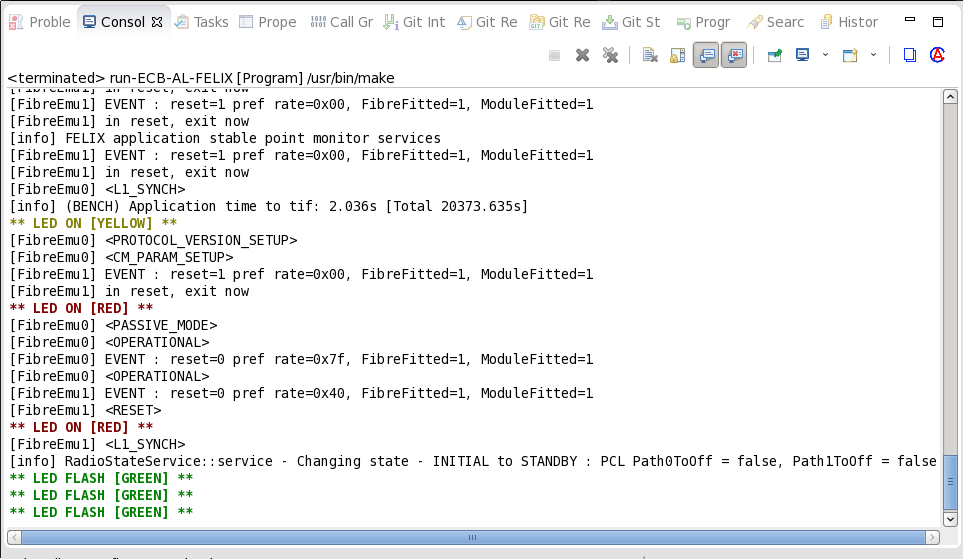 Proble Consol Tasks Prope Call Gr Git Int Git Re Git Re Git St Progr Searc Histor
<terminated> run-ECB-AL-FELIX [Program] /usr/bin/make
[FibreEmu1] in reset, exit now
[FibreEmu1] EVENT : reset=1 pref rate=0x00, FibreFitted=1, ModuleFitted=1
[FibreEmu1] in reset, exit now
[info] FELIX application stable point monitor services
[FibreEmu1] EVENT : reset=1 pref rate=0x00, FibreFitted=1, ModuleFitted=1
[FibreEmu1] in reset, exit now
[FibreEmu0] <L1_SYNCH>
[info] (BENCH) Application time to tif: 2.036s [Total 20373.635s]
** LED ON [YELLOW] **
[FibreEmu0] <PROTOCOL_VERSION_SETUP>
[FibreEmu0] <CM_PARAM_SETUP>
[FibreEmu1] EVENT : reset=1 pref rate=0x00, FibreFitted=1, ModuleFitted=1
[FibreEmu1] in reset, exit now
** LED ON [RED] **
[FibreEmu0] <PASSIVE_MODE>
[FibreEmu0] <OPERATIONAL>
[FibreEmu0] EVENT : reset=0 pref rate=0x7f, FibreFitted=1, ModuleFitted=1
[FibreEmu0] <OPERATIONAL>
[FibreEmu1] EVENT : reset=0 pref rate=0x40, FibreFitted=1, ModuleFitted=1
[FibreEmu1] <RESET>
** LED ON [RED] **
[FibreEmu1] <L1_SYNCH>
[info] RadioStateService::service - Changing state - INITIAL to STANDBY : PCL Path0ToOff = false, Path1ToOff = false
** LED FLASH [GREEN] **
** LED FLASH [GREEN] **
** LED FLASH [GREEN] **